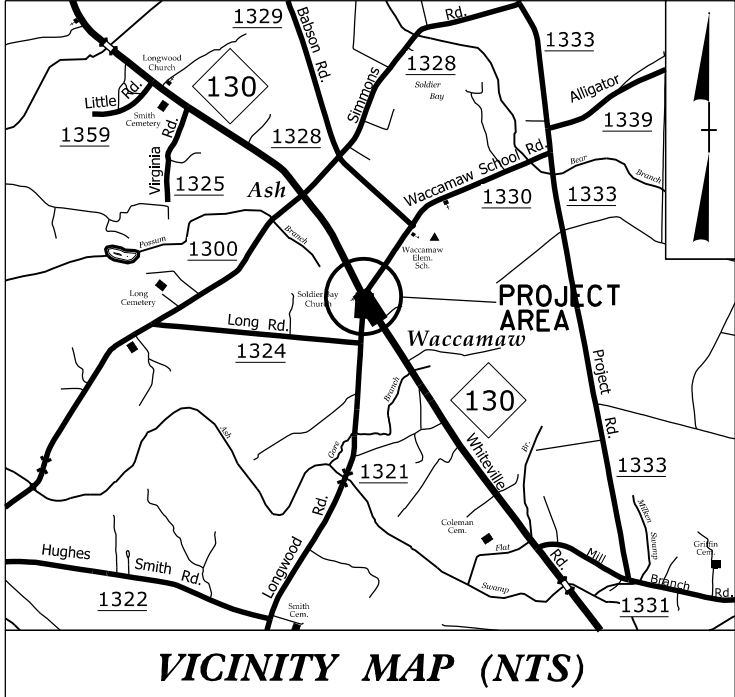 1329
Babson Rd.
Simmons Rd.
1328
1333
Longwood
Church
130
Soldier
Bay
Alligator
Little Rd.
Smith
Cemetery
1339
1359
Virginia Rd.
1328
Waccamaw School Rd.
Bear Branch
1325
Ash
1330
1333
Possum Branch
1300
Waccamaw
Elem.
Sch.
Long
Cemetery
Soldier Bay
Church
PROJECT
AREA
Long Rd.
Waccamaw
1324
Project Rd.
130
Gore Branch
Ash
Whiteville Rd.
Br.
1321
1333
Longwood Rd.
Milken Swamp
Coleman
Cem.
Flat
Griffin
Cem.
Hughes Smith Rd.
Mill Branch Rd.
Swamp
1322
1331
Smith
Cem.
VICINITY MAP (NTS)